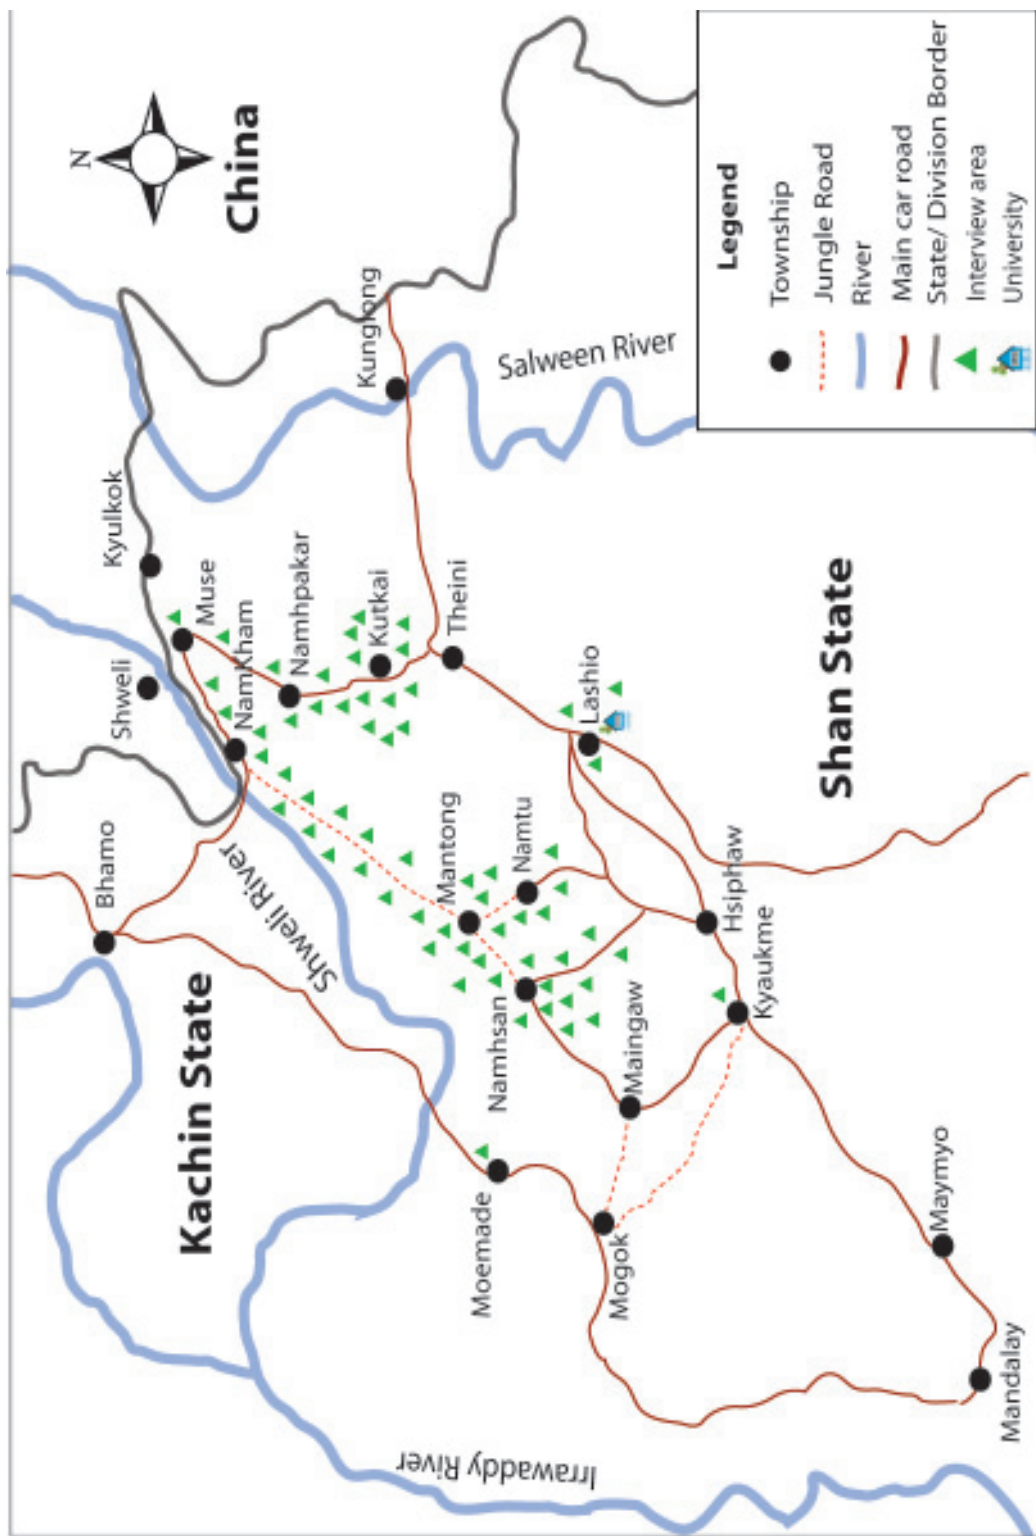 N
China
Kachin State
Shan State
Bhamo
Shweli
Kyulkok
Muse
NamKham
Namhpakar
Kutkai
Kunglong
Theini
Lashio
Shweli River
Salween River
Irrawaddy River
Mantong
Namtu
Namhsan
Maingaw
Hsiphaw
Kyaukme
Moemade
Mogok
Maymyo
Mandalay
Legend
Township
Jungle Road
River
Main car road
State/ Division Border
Interview area
University